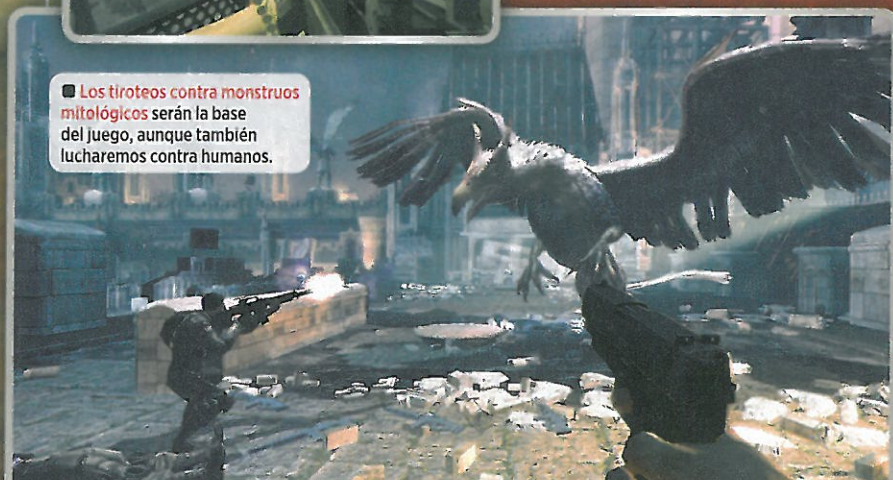 Los tiroteos contra monstruos
mitológicos serán la base
del juego, aunque también
lucharemos contra humanos.